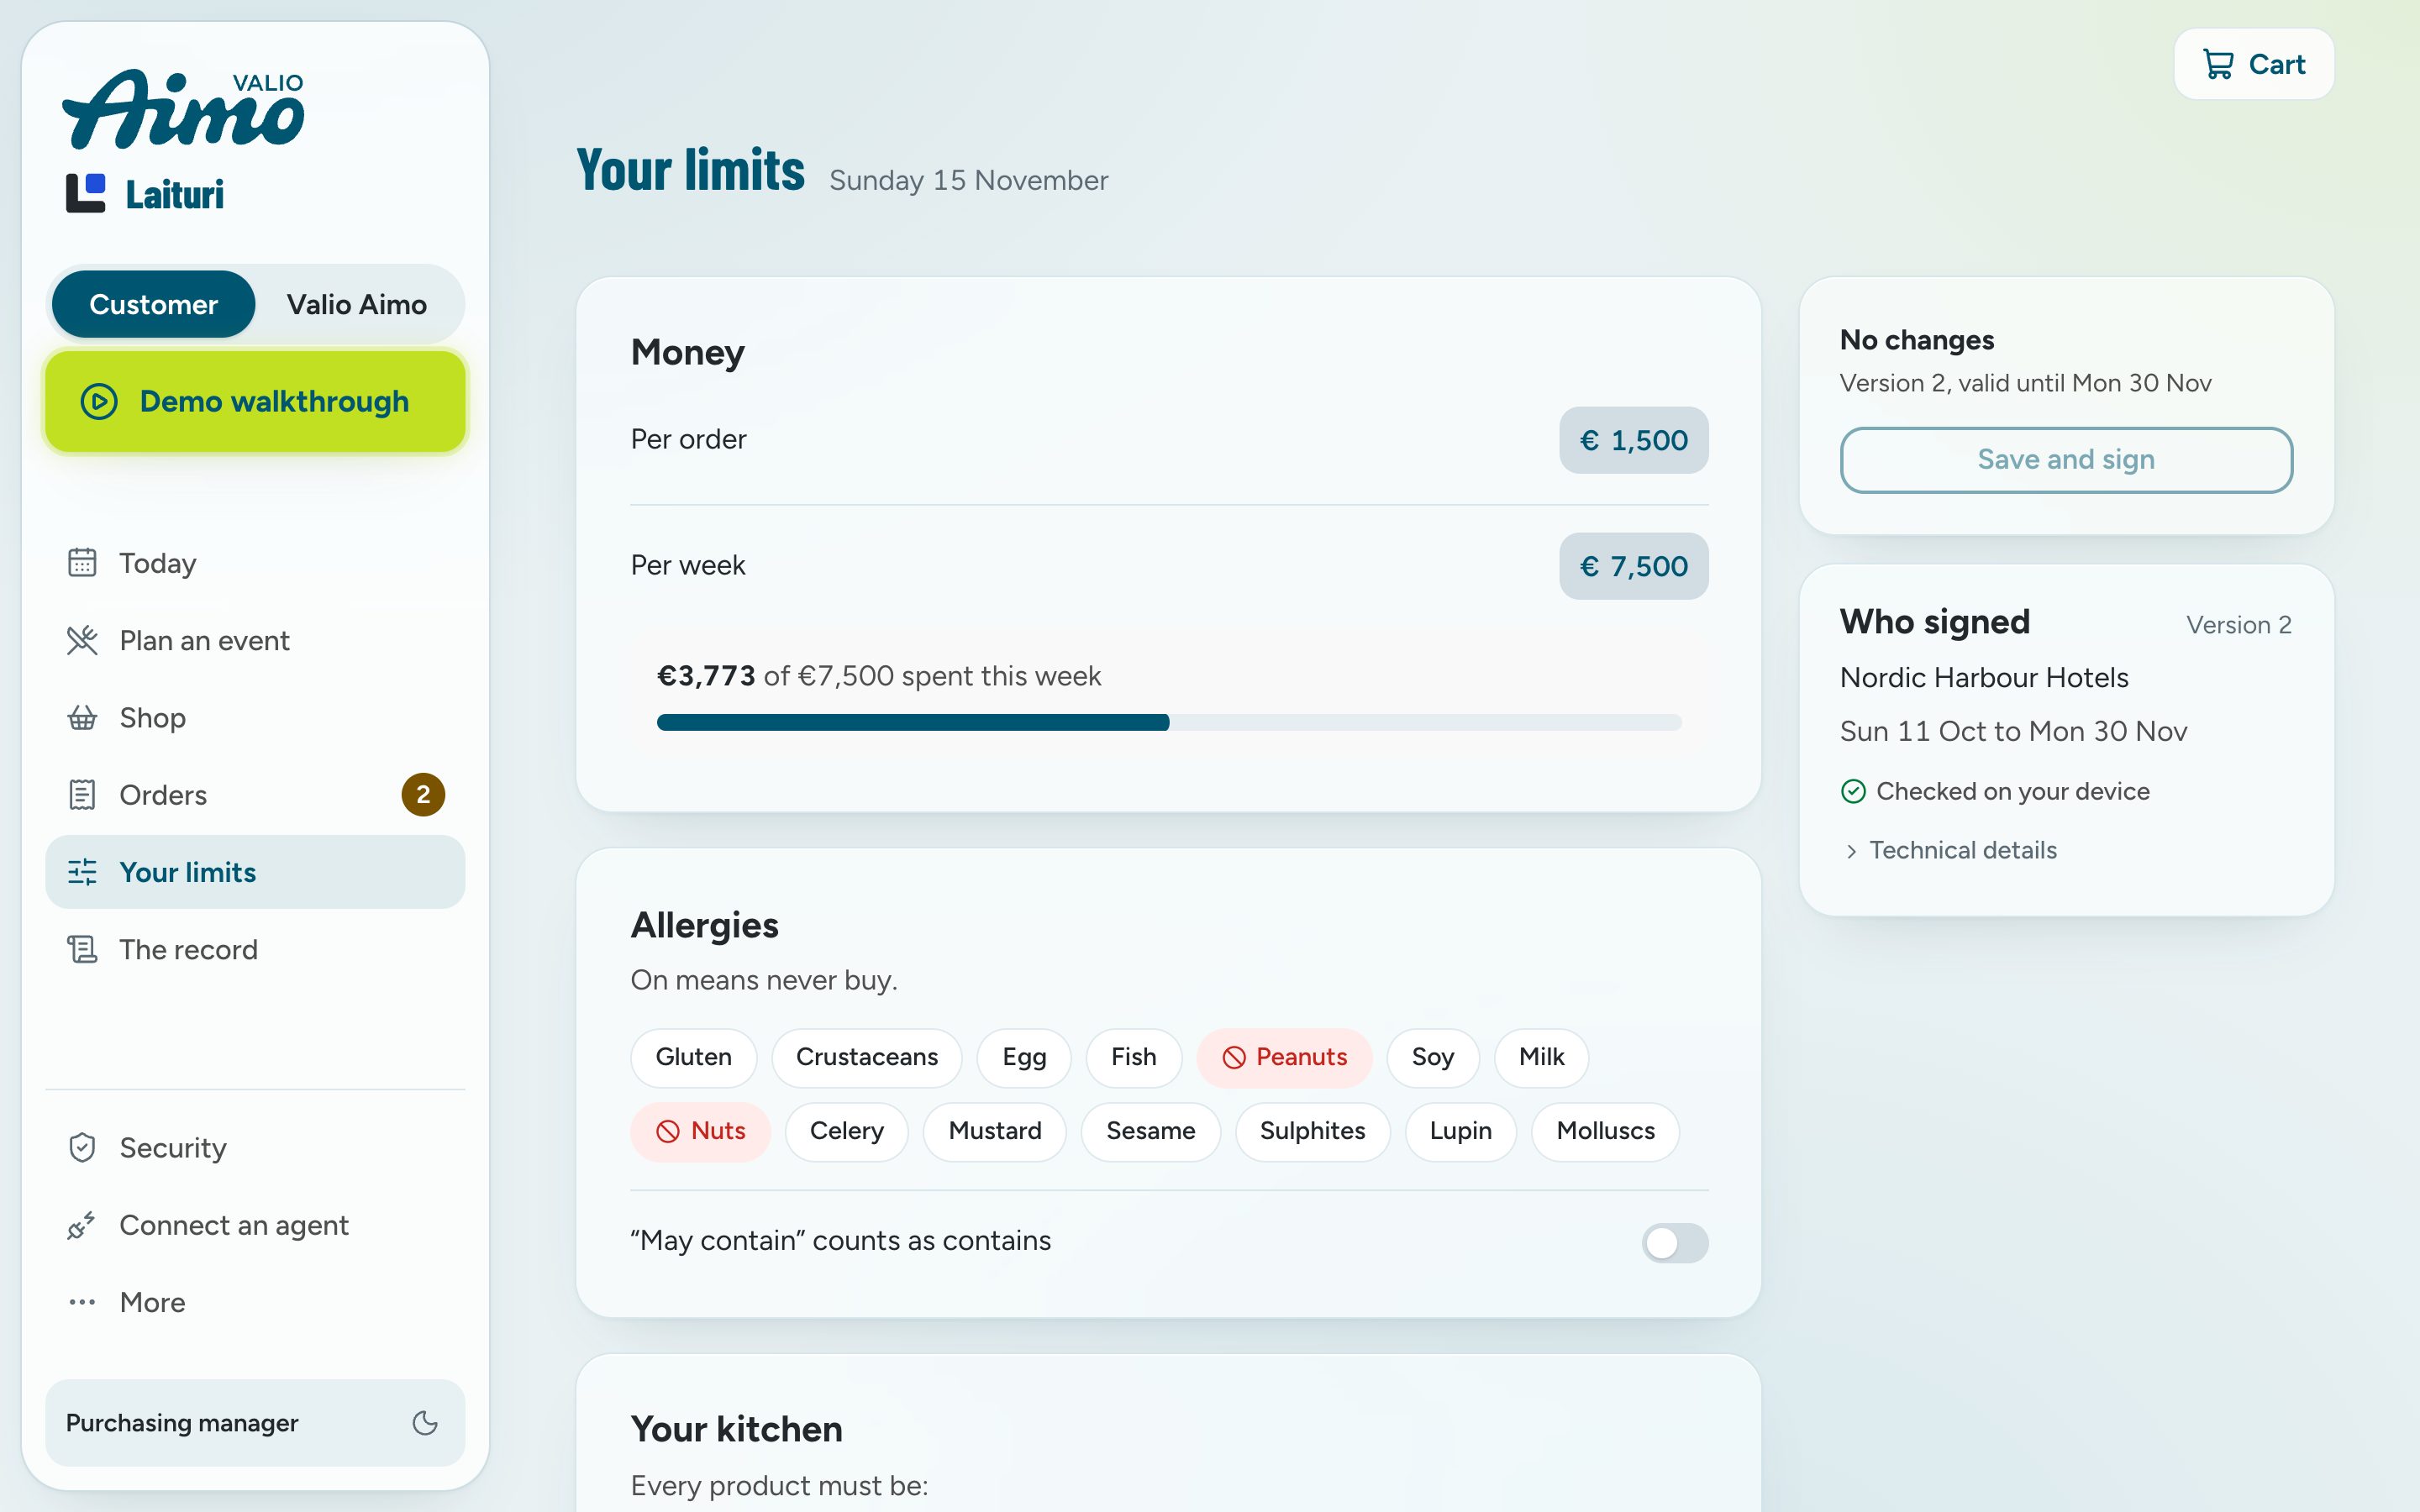 VALIO
Aimo
Laituri
Customer
Valio Aimo
Demo walkthrough
Today
Plan an event
Shop
Orders
2
Your limits
The record
Security
Connect an agent
More
Purchasing manager
Cart
Your limits
Sunday 15 November
Money
Per order
€ 1,500
Per week
€ 7,500
€3,773 of €7,500 spent this week
Allergies
On means never buy.
Gluten
Crustaceans
Egg
Fish
Peanuts
Soy
Milk
Nuts
Celery
Mustard
Sesame
Sulphites
Lupin
Molluscs
“May contain” counts as contains
Your kitchen
Every product must be:
No changes
Version 2, valid until Mon 30 Nov
Save and sign
Who signed
Version 2
Nordic Harbour Hotels
Sun 11 Oct to Mon 30 Nov
Checked on your device
Technical details